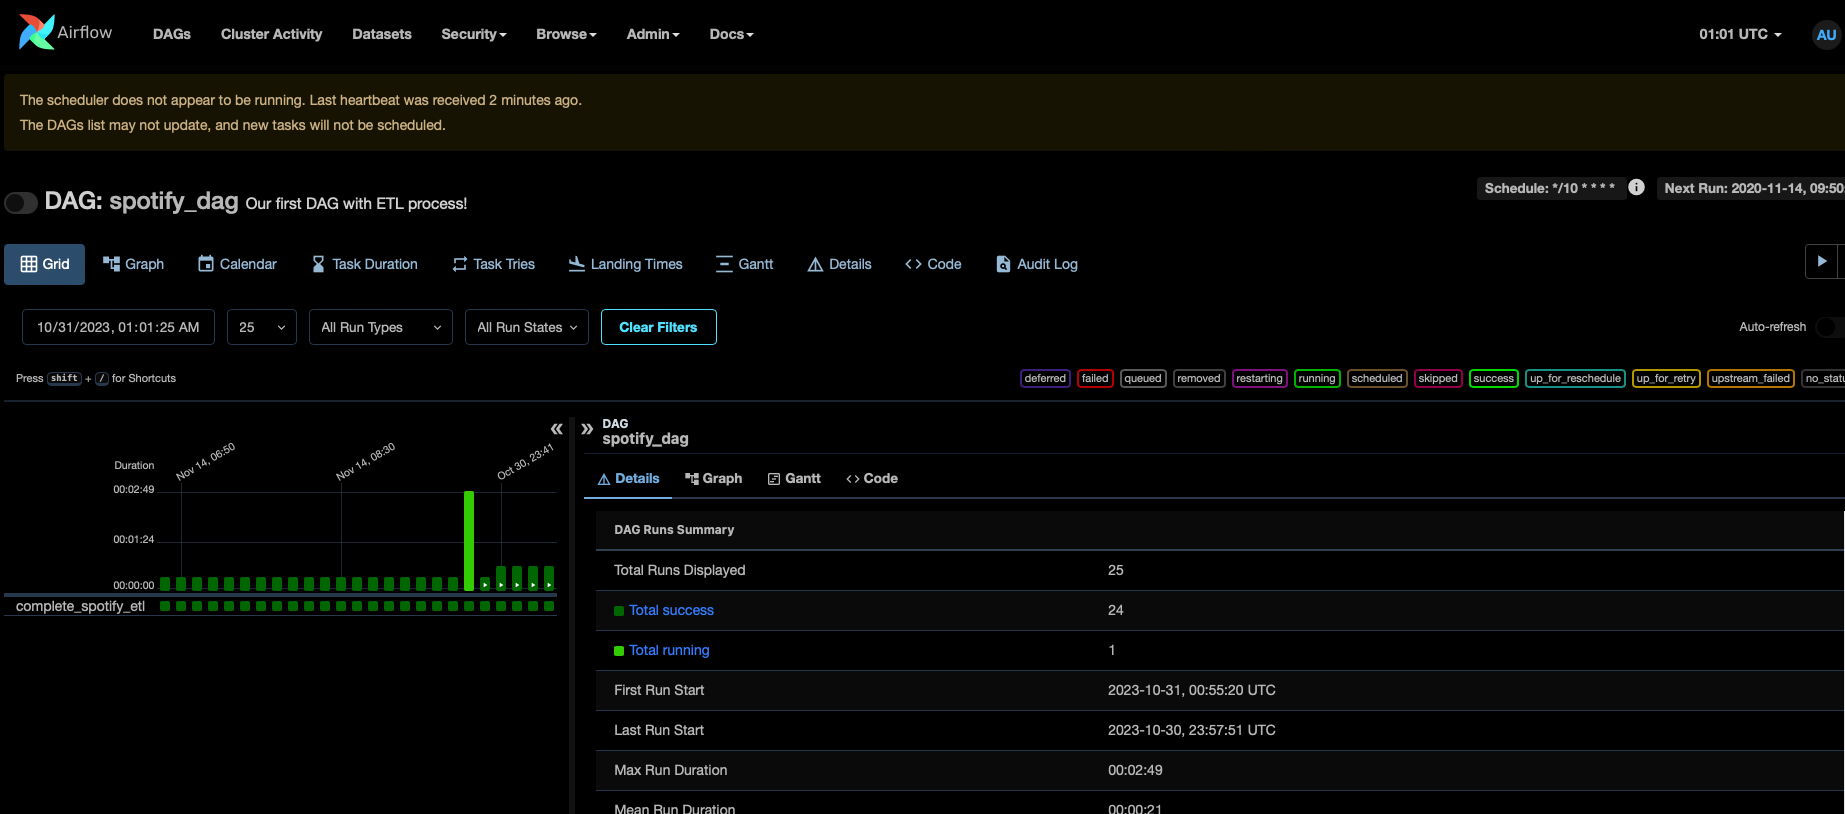 Airflow DAGs Cluster Activity Datasets Security Browse Admin Docs 01:01 UTC AU
The scheduler does not appear to be running. Last heartbeat was received 2 minutes ago.
The DAGs list may not update, and new tasks will not be scheduled.
DAG: spotify_dag Our first DAG with ETL process!
Schedule: */10 * * * * i Next Run: 2020-11-14, 09:50
Grid Graph Calendar Task Duration Task Tries Landing Times Gantt Details Code Audit Log
10/31/2023, 01:01:25 AM 25 All Run Types All Run States Clear Filters Auto-refresh
Press shift + / for Shortcuts
deferred failed queued removed restarting running scheduled skipped success up_for_reschedule up_for_retry upstream_failed no_statu
Duration
Nov 14, 06:50 Nov 14, 08:30 Oct 30, 23:41
00:02:49
00:01:24
00:00:00
complete_spotify_etl
« » DAG
spotify_dag
Details Graph Gantt Code
DAG Runs Summary
Total Runs Displayed 25
Total success 24
Total running 1
First Run Start 2023-10-31, 00:55:20 UTC
Last Run Start 2023-10-30, 23:57:51 UTC
Max Run Duration 00:02:49
Mean Run Duration 00:00:21